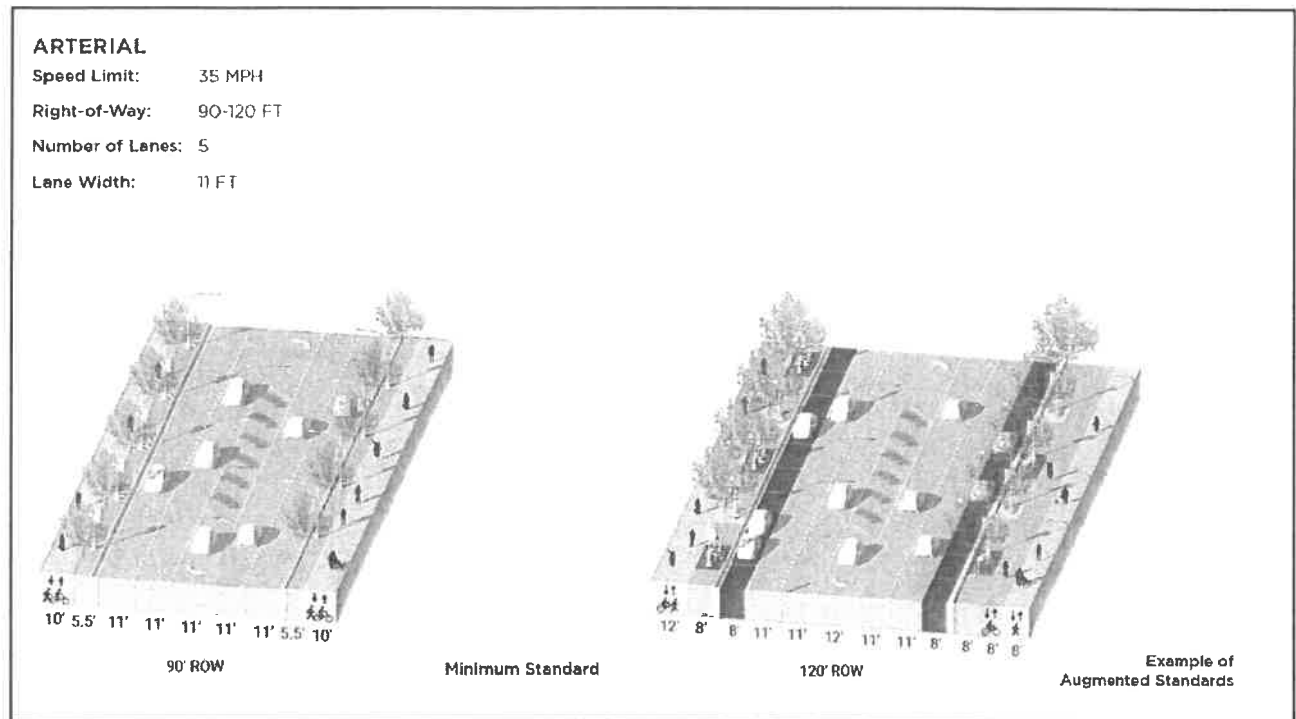 ARTERIAL
Speed Limit: 35 MPH
Right-of-Way: 90-120 FT
Number of Lanes: 5
Lane Width: 11 FT
10' 5.5' 11' 11' 11' 11' 11' 5.5' 10'
90' ROW
Minimum Standard
12' 8' 8' 11' 11' 12' 11' 11' 8' 8' 8' 8'
120' ROW
Example of
Augmented Standards